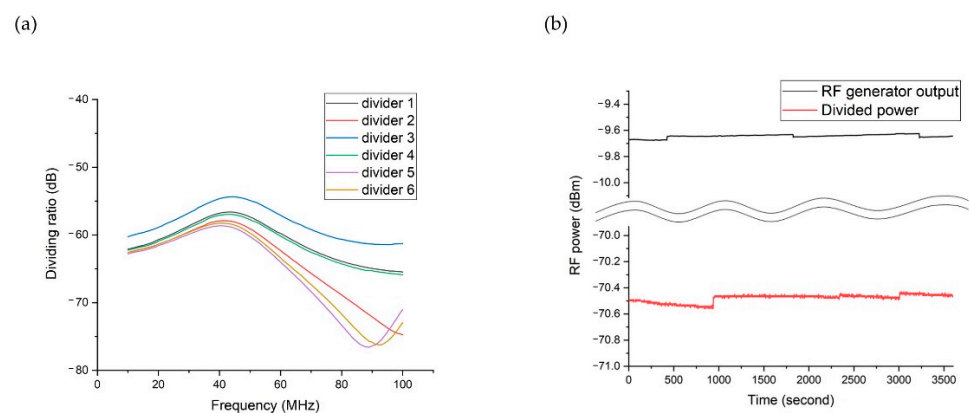 (a)
−40
−50
−60
−70
−80
Dividing ratio (dB)
divider 1
divider 2
divider 3
divider 4
divider 5
divider 6
0 20 40 60 80 100
Frequency (MHz)
(b)
RF generator output
Divided power
−9.4
−9.6
−10.0
−70.0
−70.2
−70.4
−70.6
−70.8
−71.0
RF power (dBm)
0 500 1000 1500 2000 2500 3000 3500
Time (second)